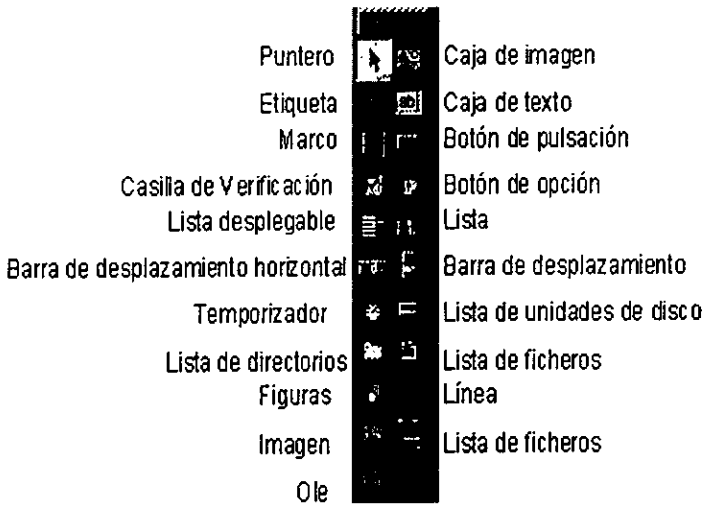 Puntero Caja de imagen
Etiqueta Caja de texto
Marco Botón de pulsación
Casilla de Verificación Botón de opción
Lista desplegable Lista
Barra de desplazamiento horizontal Barra de desplazamiento
Temporizador Lista de unidades de disco
Lista de directorios Lista de ficheros
Figuras Línea
Imagen Lista de ficheros
Ole